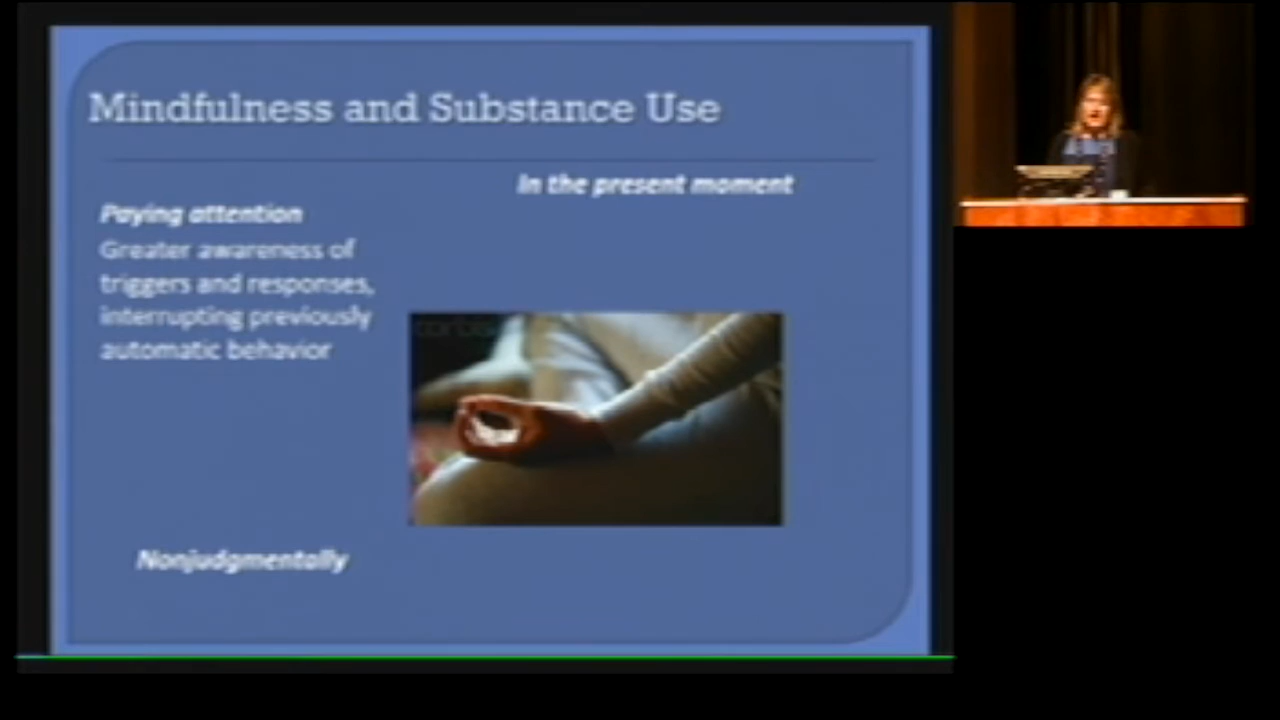 Mindfulness and Substance Use
In the present moment
Paying attention
Greater awareness of
triggers and responses,
interrupting previously
automatic behavior
Nonjudgmentally